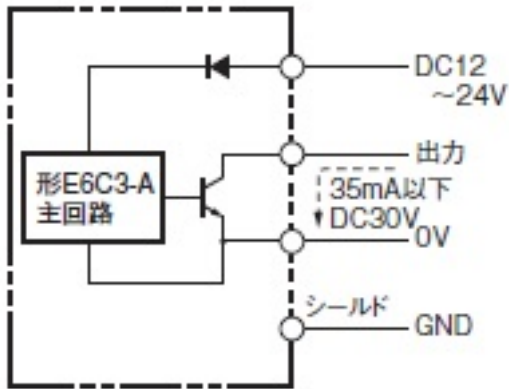 DC12
～24V
出力
形E6C3-A
主回路
35mA以下
DC30V
0V
シールド
GND